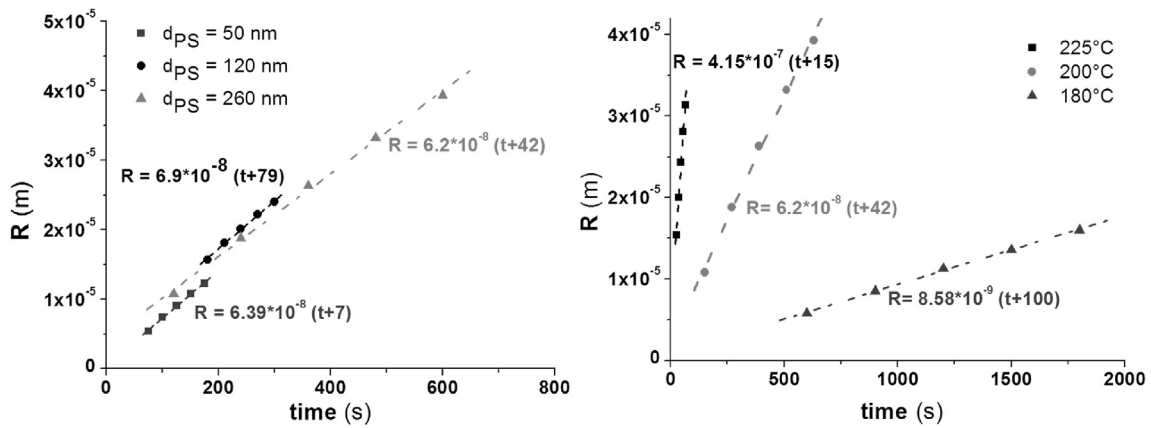 5x10⁻⁵
4x10⁻⁵
3x10⁻⁵
2x10⁻⁵
1x10⁻⁵
0
R (m)
d_PS = 50 nm
d_PS = 120 nm
d_PS = 260 nm
R = 6.9*10⁻⁸ (t+79)
R = 6.2*10⁻⁸ (t+42)
R = 6.39*10⁻⁸ (t+7)
0 200 400 600 800
time (s)
4x10⁻⁵
3x10⁻⁵
2x10⁻⁵
1x10⁻⁵
0
R (m)
225°C
200°C
180°C
R = 4.15*10⁻⁷ (t+15)
R= 6.2*10⁻⁸ (t+42)
R= 8.58*10⁻⁹ (t+100)
0 500 1000 1500 2000
time (s)